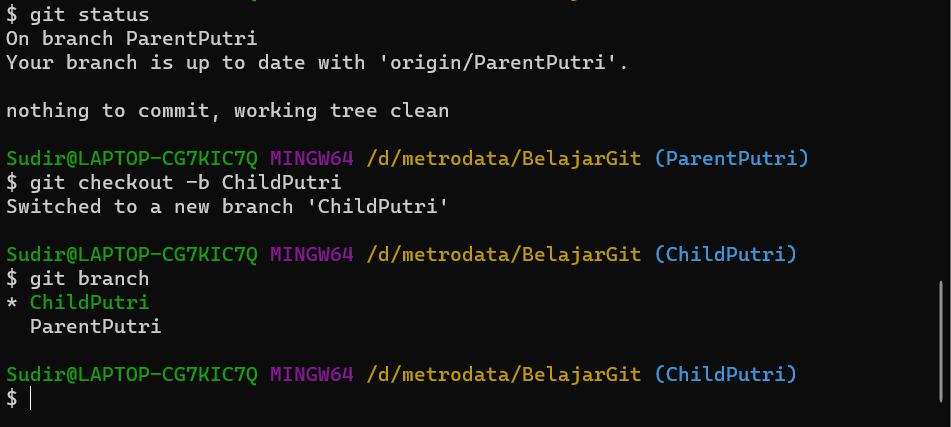 $ git status
On branch ParentPutri
Your branch is up to date with 'origin/ParentPutri'.
nothing to commit, working tree clean
Sudir@LAPTOP-CG7KIC7Q MINGW64 /d/metrodata/BelajarGit (ParentPutri)
$ git checkout -b ChildPutri
Switched to a new branch 'ChildPutri'
Sudir@LAPTOP-CG7KIC7Q MINGW64 /d/metrodata/BelajarGit (ChildPutri)
$ git branch
* ChildPutri
  ParentPutri
Sudir@LAPTOP-CG7KIC7Q MINGW64 /d/metrodata/BelajarGit (ChildPutri)
$